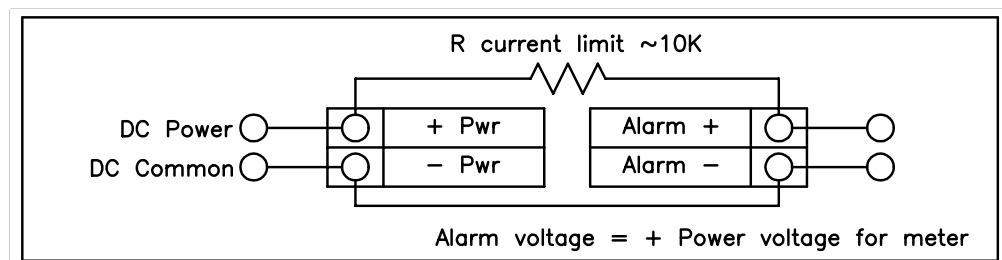 R current limit ~10K
DC Power + Pwr Alarm +
DC Common - Pwr Alarm -
Alarm voltage = + Power voltage for meter